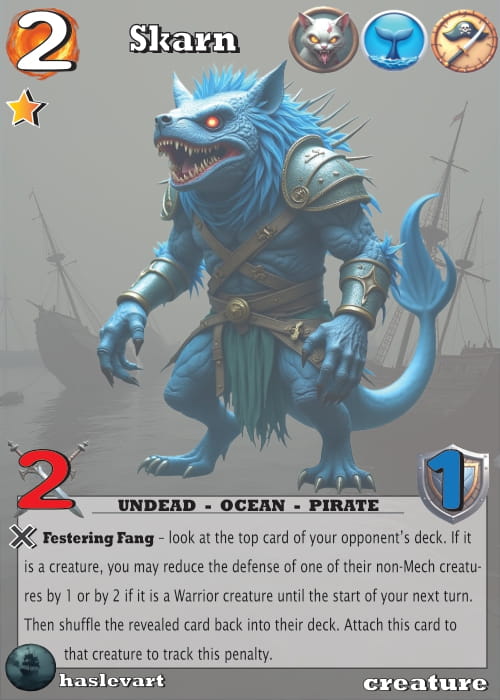 2
Skarn
2
1
UNDEAD - OCEAN - PIRATE
Festering Fang – look at the top card of your opponent's deck. If it
is a creature, you may reduce the defense of one of their non-Mech creatu-
res by 1 or by 2 if it is a Warrior creature until the start of your next turn.
Then shuffle the revealed card back into their deck. Attach this card to
that creature to track this penalty.
haslevart
creature